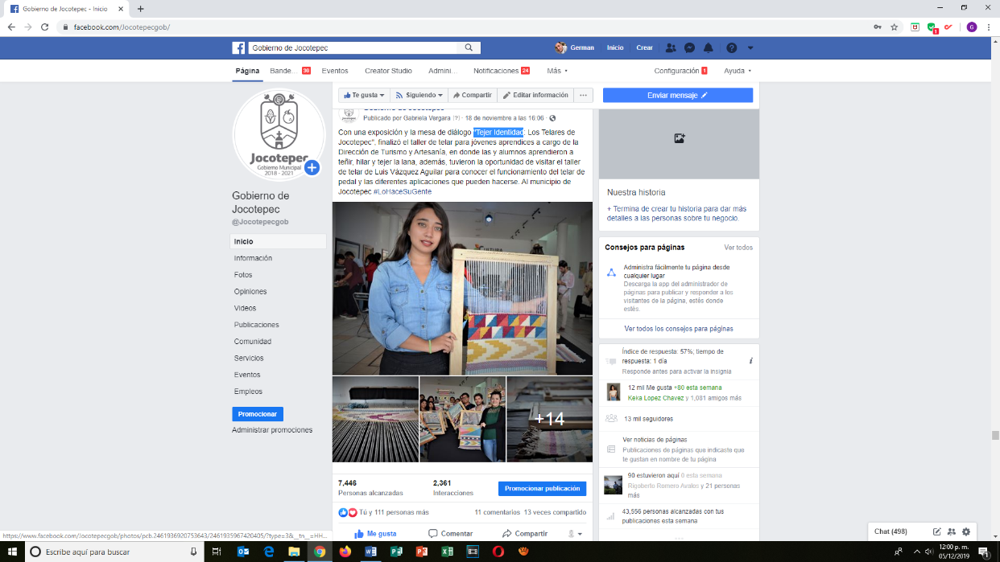 Gobierno de Jocotepec - Inicio
facebook.com/Jocotepecgob/
1
G
Gobierno de Jocotepec
German
Inicio
Crear
Página
Bande... 36
Eventos
Creator Studio
Admini...
Notificaciones 24
Más
Configuración 1
Ayuda
Te gusta
Siguiendo
Compartir
Editar información
Enviar mensaje
Jocotepec
Gobierno Municipal
2018 - 2021
Gobierno de
Jocotepec
@Jocotepecgob
Inicio
Información
Fotos
Opiniones
Videos
Publicaciones
Comunidad
Servicios
Eventos
Empleos
Promocionar
Administrar promociones
Gobierno de Jocotepec
Publicado por Gabriela Vergara [?] · 18 de noviembre a las 16:06 ·
Con una exposición y la mesa de diálogo "Tejer Identidad: Los Telares de
Jocotepec", finalizó el taller de telar para jóvenes aprendices a cargo de la
Dirección de Turismo y Artesanía, en donde las y alumnos aprendieron a
teñir, hilar y tejer la lana, además, tuvieron la oportunidad de visitar el taller
de telar de Luis Vázquez Aguilar para conocer el funcionamiento del telar de
pedal y las diferentes aplicaciones que pueden hacerse. Al municipio de
Jocotepec #LoHaceSuGente
+14
7,446
Personas alcanzadas
2,361
Interacciones
Promocionar publicación
Tú y 111 personas más
11 comentarios 13 veces compartido
Me gusta
Comentar
Compartir
Nuestra historia
+ Termina de crear tu historia para dar más
detalles a las personas sobre tu negocio.
Consejos para páginas
Ver todos
Administra fácilmente tu página desde
cualquier lugar
Descarga la app del administrador de
páginas para publicar y responder a los
visitantes de la página, estés donde
estés.
Ver todos los consejos para páginas
Índice de respuesta: 57%; tiempo de
respuesta: 1 día
Responde antes para activar la insignia
12 mil Me gusta +80 esta semana
Keka Lopez Chavez y 1,081 amigos más
13 mil seguidores
Ver noticias de páginas
Publicaciones de páginas que indicaste que
te gustan en nombre de tu página
90 estuvieron aquí 0 esta semana
Rigoberto Romero Avalos y 21 personas
más
43,556 personas alcanzadas con tus
publicaciones esta semana
Chat (498)
https://www.facebook.com/Jocotepecgob/photos/pcb.2461936920753643/2461935967420405/?type=3&__tn__=HH...
Escribe aquí para buscar
12:00 p. m.
05/12/2019
1